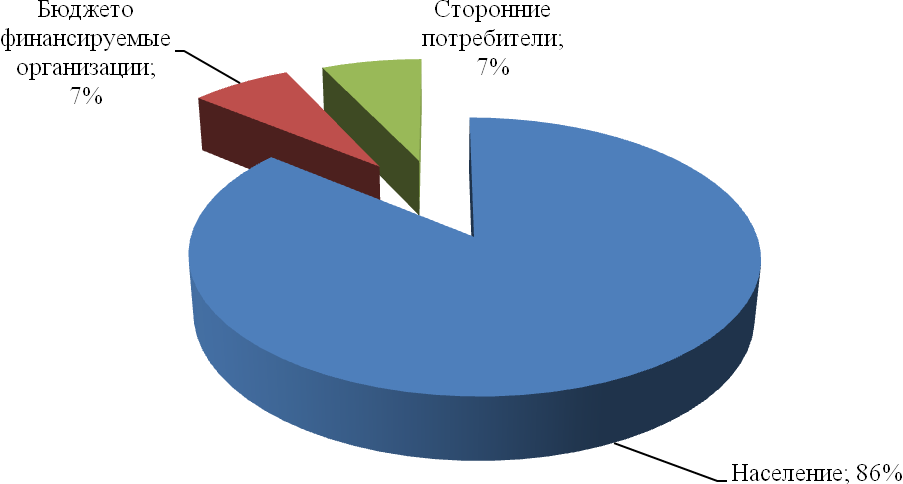 Бюджето
финансируемые
организации;
7%
Сторонние
потребители;
7%
Население; 86%